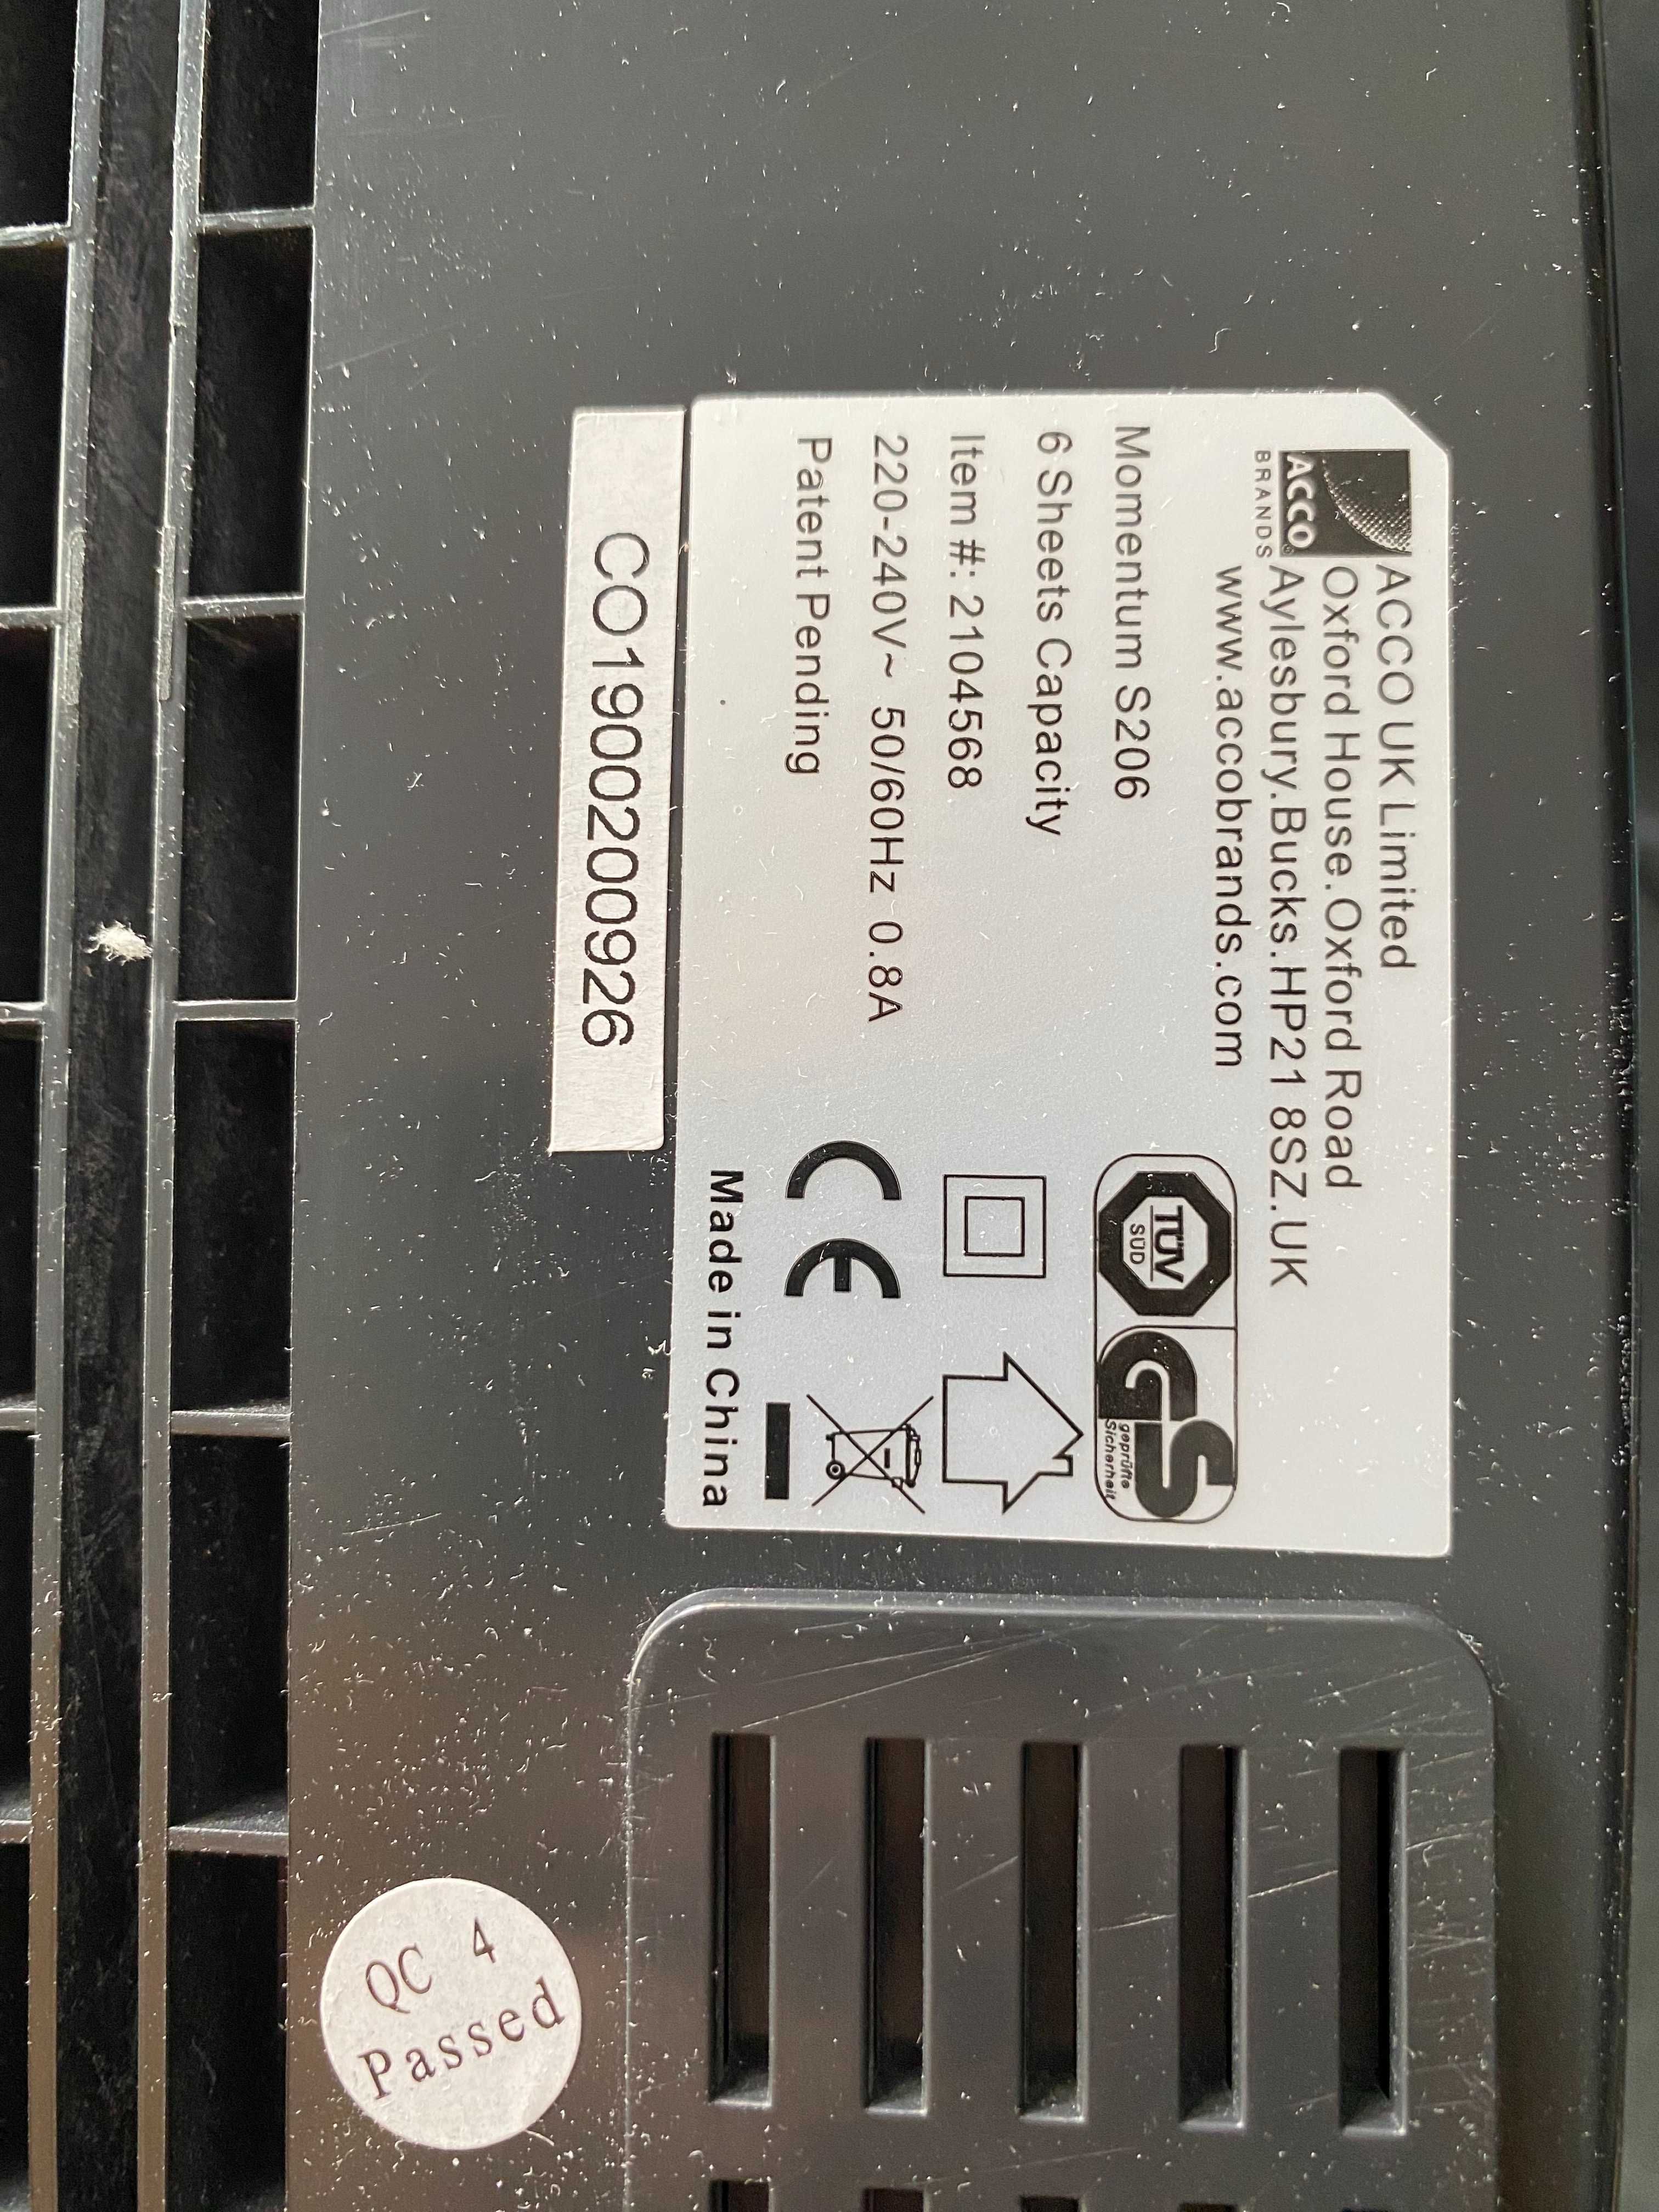 ACCO
BRANDS
ACCO UK Limited
Oxford House.Oxford Road
Aylesbury.Bucks.HP21 8SZ.UK
www.accobrands.com
Momentum S206
6 Sheets Capacity
Item #: 2104568
220-240V~ 50/60Hz 0.8A
Patent Pending
TÜV
SÜD
GS
geprüfte
Sicherheit
CE
Made in China
CO190020200926
QC 4
Passed